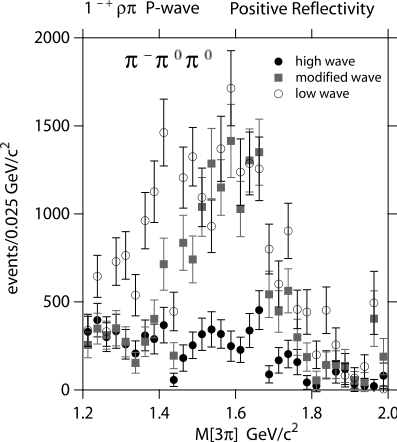 1⁻⁺ ρπ P-wave Positive Reflectivity
2000
π⁻π⁰π⁰
high wave
modified wave
low wave
1500
1000
500
0
events/0.025 GeV/c²
1.2 1.4 1.6 1.8 2.0
M[3π] GeV/c²